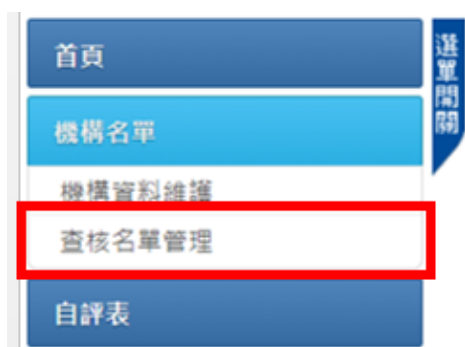 首頁
機構名單
機構資料維護
查核名單管理
自評表
選單開關